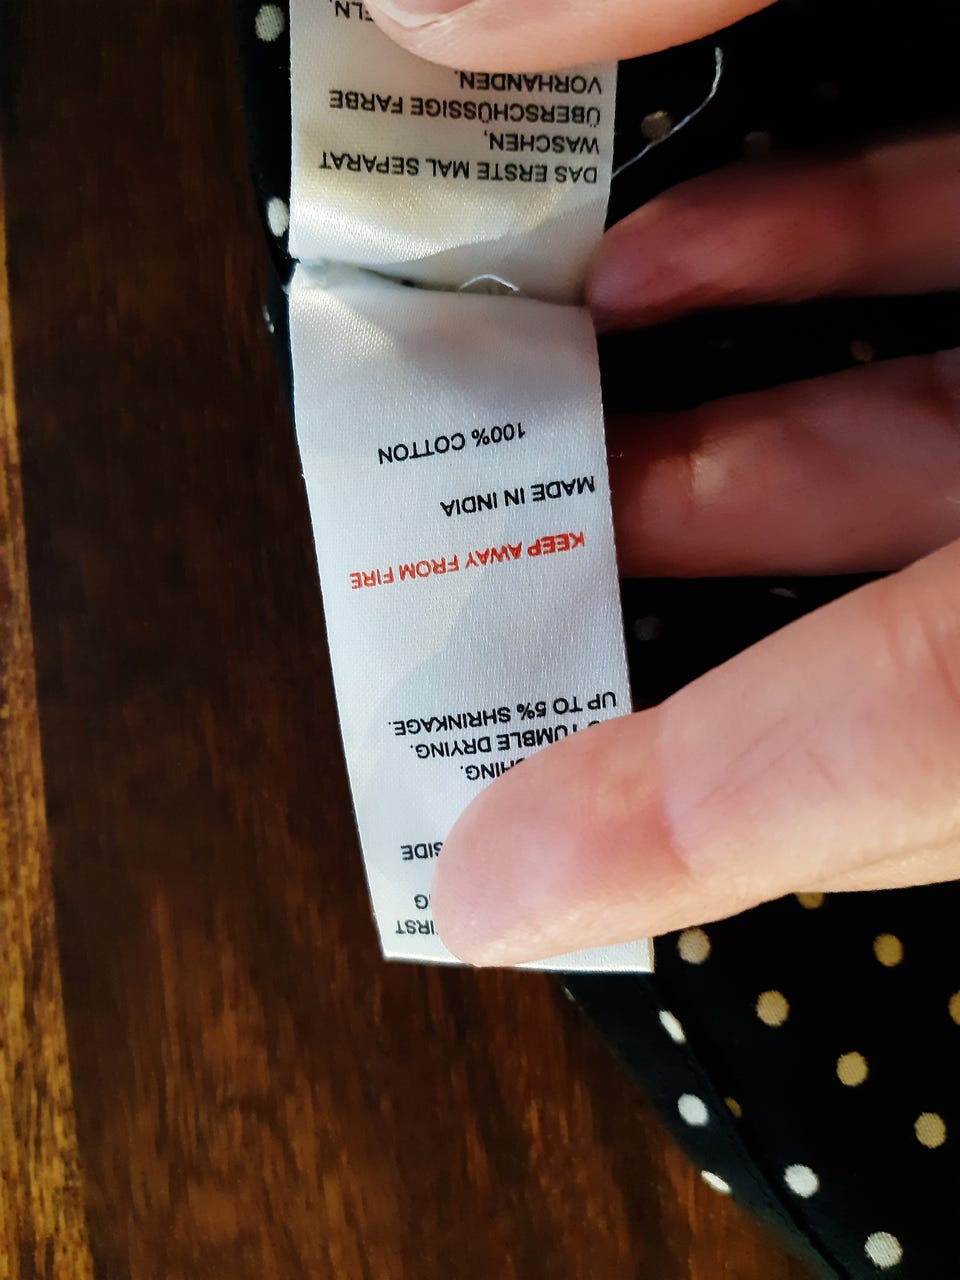 TUMBLE DRYING.
UP TO 5% SHRINKAGE.
KEEP AWAY FROM FIRE
MADE IN INDIA
100% COTTON
DAS ERSTE MAL SEPARAT
WASCHEN,
ÜBERSCHÜSSIGE FARBE
VORHANDEN.